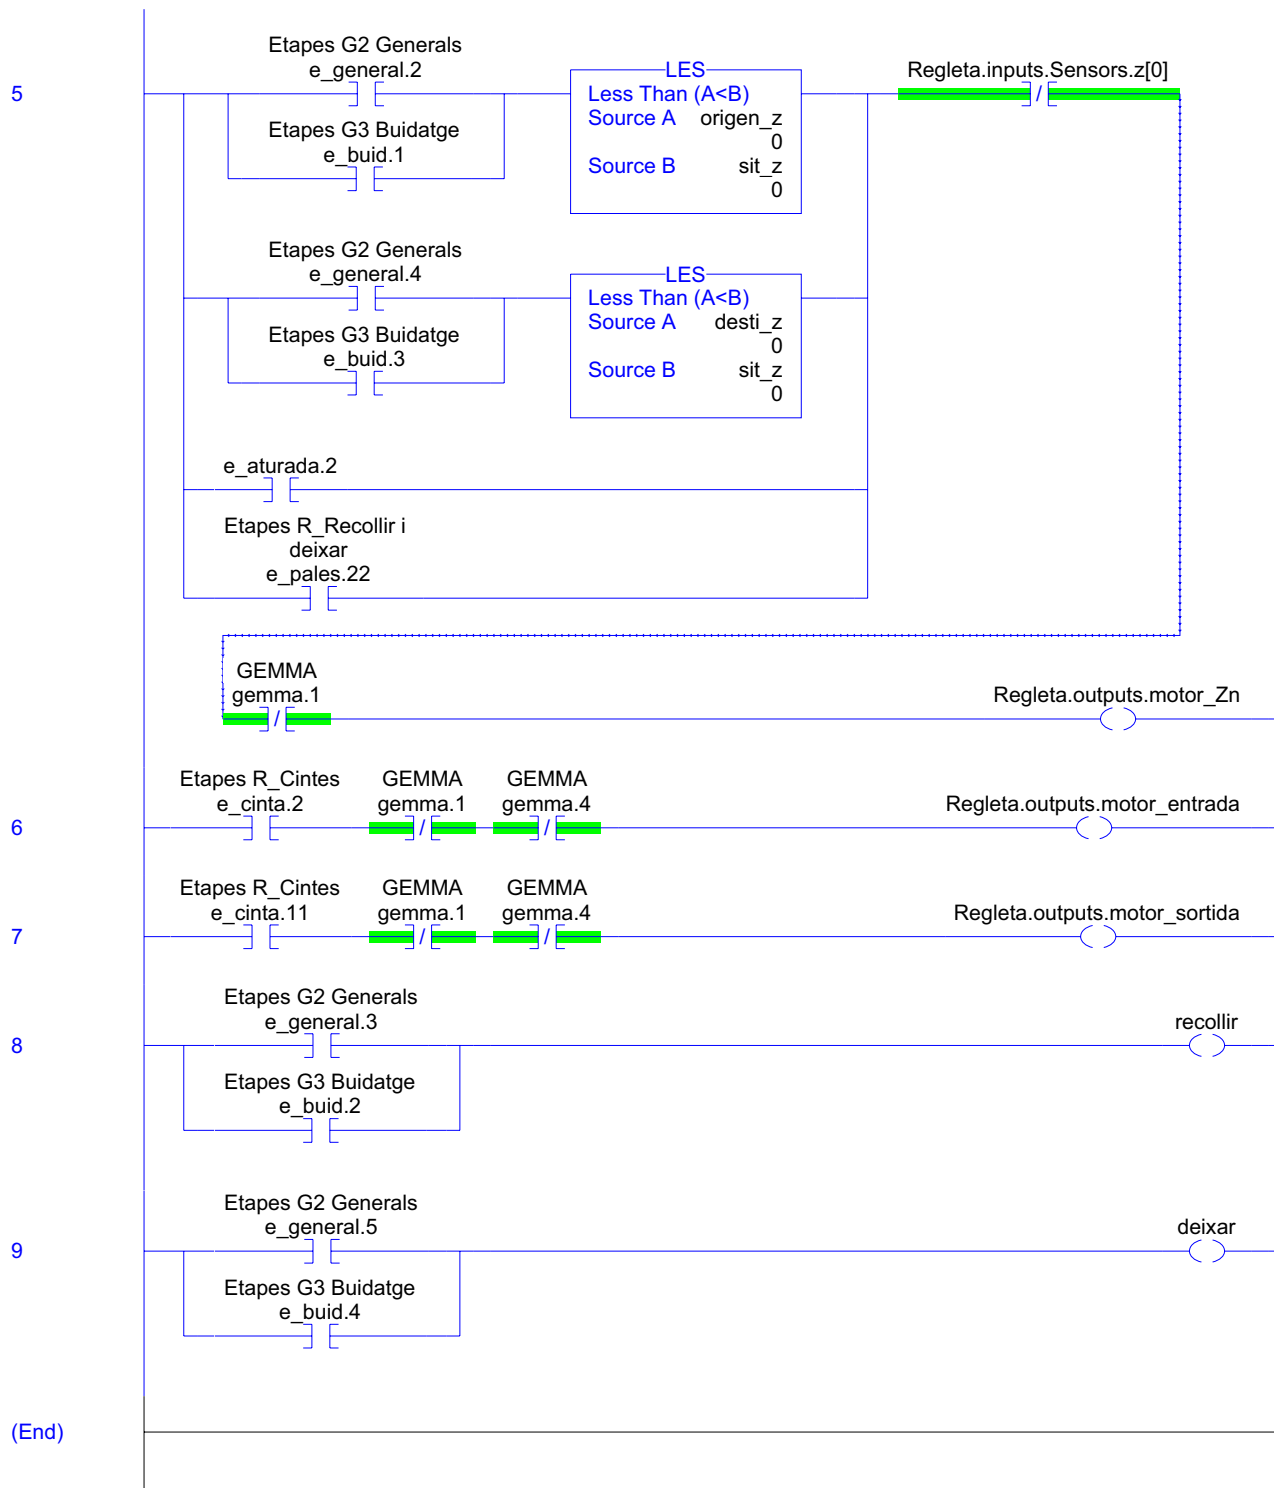 5
Etapes G2 Generals
e_general.2
Etapes G3 Buidatge
e_buid.1
LES
Less Than (A<B)
Source A origen_z
0
Source B sit_z
0
Regleta.inputs.Sensors.z[0]
/
Etapes G2 Generals
e_general.4
Etapes G3 Buidatge
e_buid.3
LES
Less Than (A<B)
Source A desti_z
0
Source B sit_z
0
e_aturada.2
Etapes R_Recollir i
deixar
e_pales.22
GEMMA
gemma.1
/
Regleta.outputs.motor_Zn
6
Etapes R_Cintes
e_cinta.2
GEMMA
gemma.1
/
GEMMA
gemma.4
/
Regleta.outputs.motor_entrada
7
Etapes R_Cintes
e_cinta.11
GEMMA
gemma.1
/
GEMMA
gemma.4
/
Regleta.outputs.motor_sortida
8
Etapes G2 Generals
e_general.3
Etapes G3 Buidatge
e_buid.2
recollir
9
Etapes G2 Generals
e_general.5
Etapes G3 Buidatge
e_buid.4
deixar
(End)